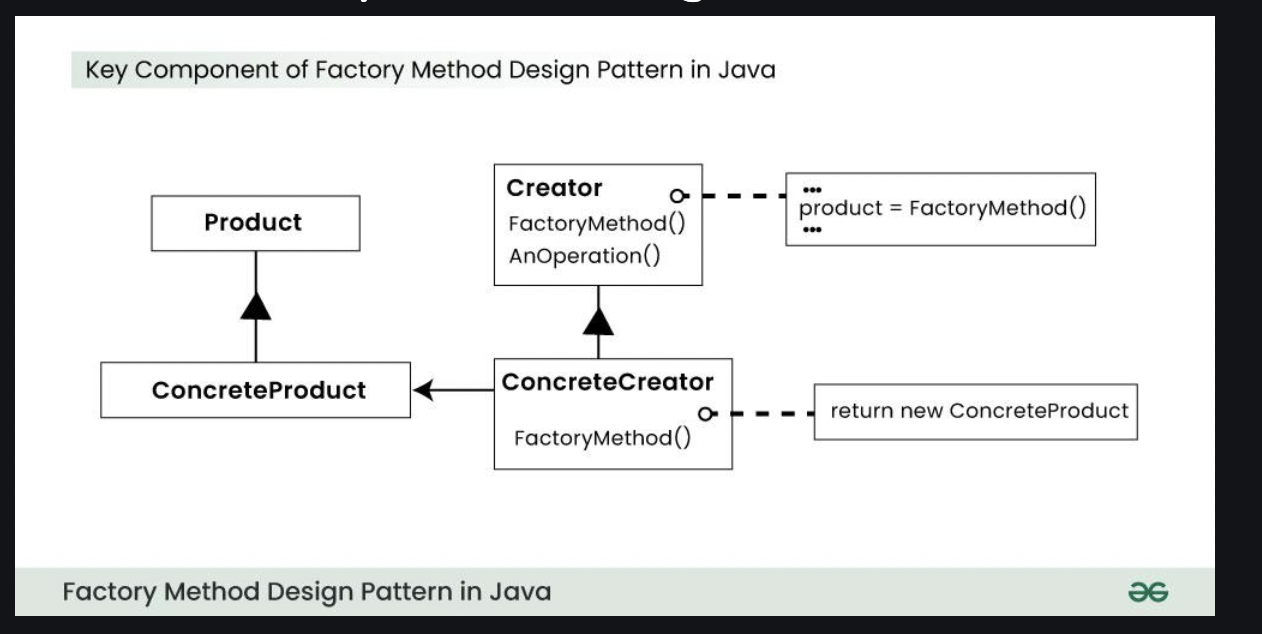 Key Component of Factory Method Design Pattern in Java
Product
ConcreteProduct
Creator
FactoryMethod()
AnOperation()
•••
product = FactoryMethod()
•••
ConcreteCreator
FactoryMethod()
return new ConcreteProduct
Factory Method Design Pattern in Java